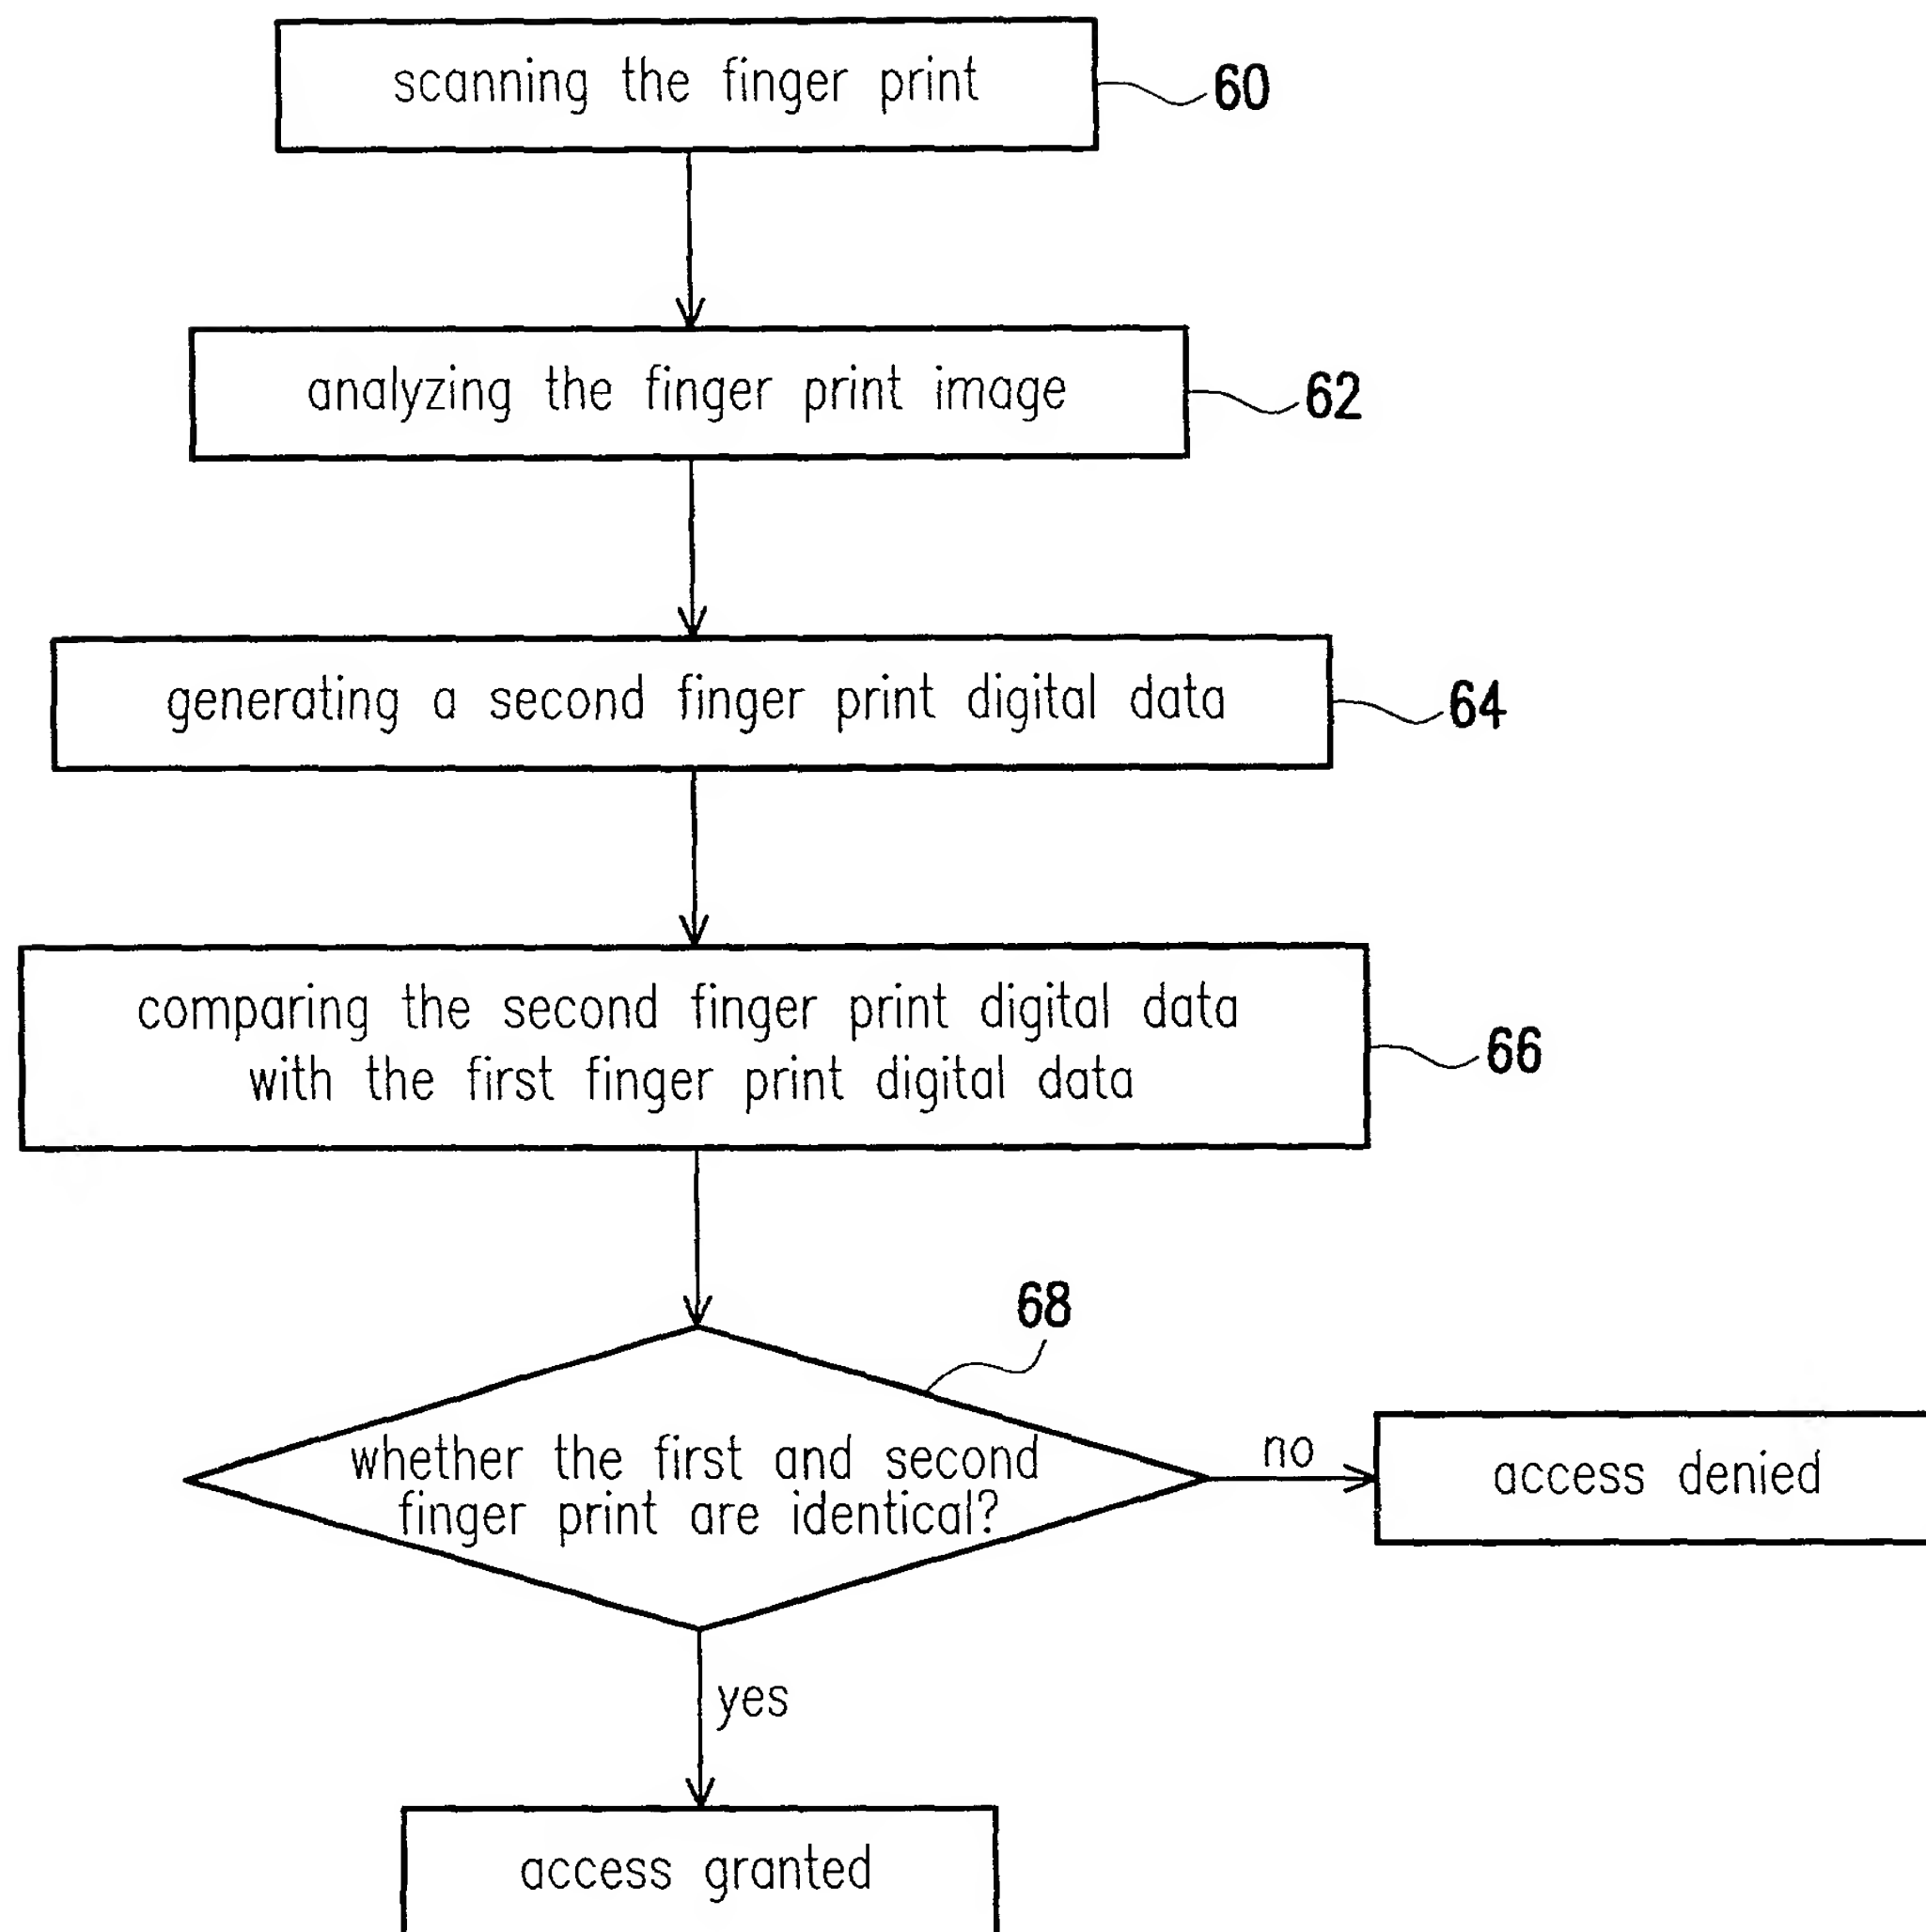 scanning the finger print
60
analyzing the finger print image
62
generating a second finger print digital data
64
comparing the second finger print digital data
with the first finger print digital data
66
68
whether the first and second
finger print are identical?
no
access denied
yes
access granted